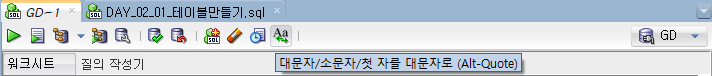 GD~1 DAY_02_01_테이블만들기.sql
Aa GD
워크시트 질의 작성기 대문자/소문자/첫 자를 대문자로 (Alt-Quote)